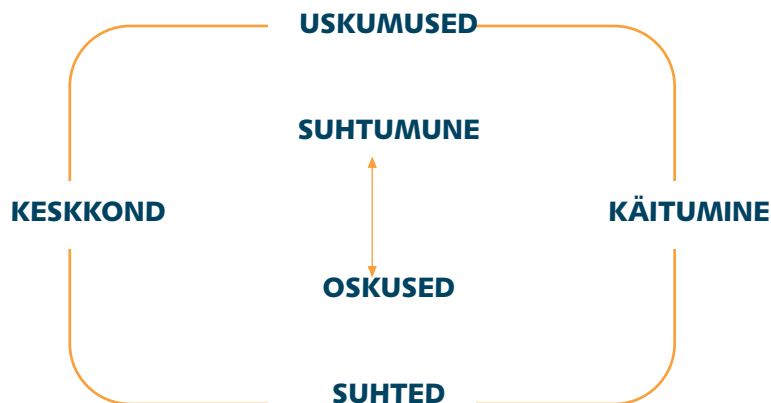 USKUMUSED
SUHTUMUNE
KESKKOND
KÄITUMINE
OSKUSED
SUHTED